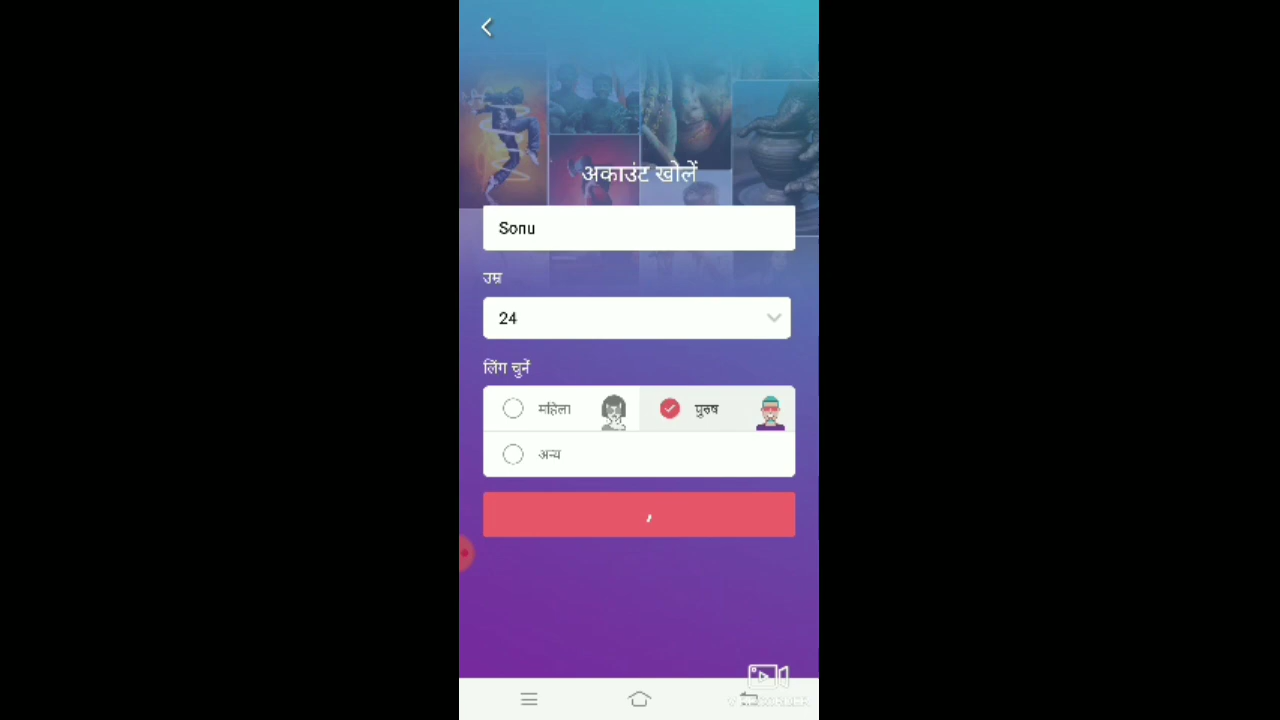 अकाउंट खोलें
Sonu
उम्र
24
लिंग चुनें
महिला
पुरुष
अन्य